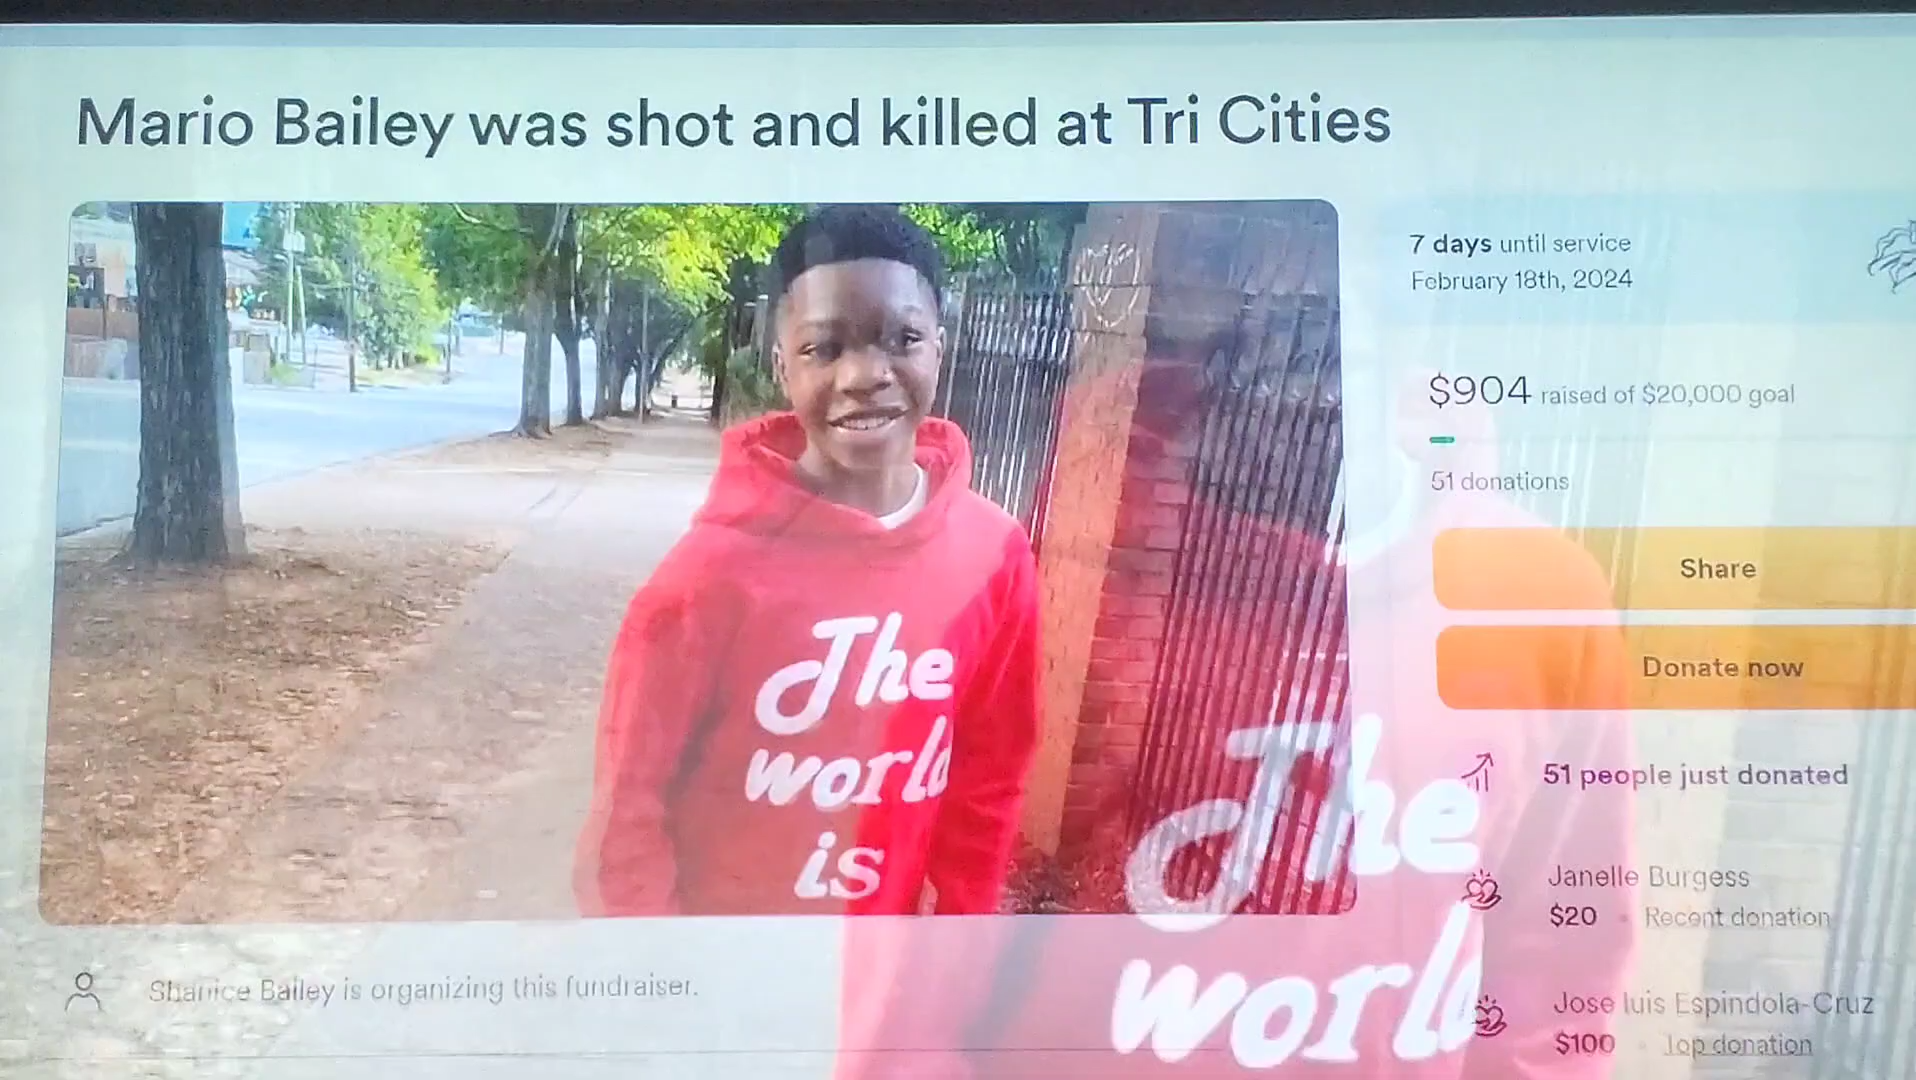 Mario Bailey was shot and killed at Tri Cities
7 days until service
February 18th, 2024
$904 raised of $20,000 goal
51 donations
Share
Donate now
51 people just donated
Janelle Burgess
$20 • Recent donation
Jose luis Espindola-Cruz
$100 • Top donation
The
world
is
Shanice Bailey is organizing this fundraiser.
The
world